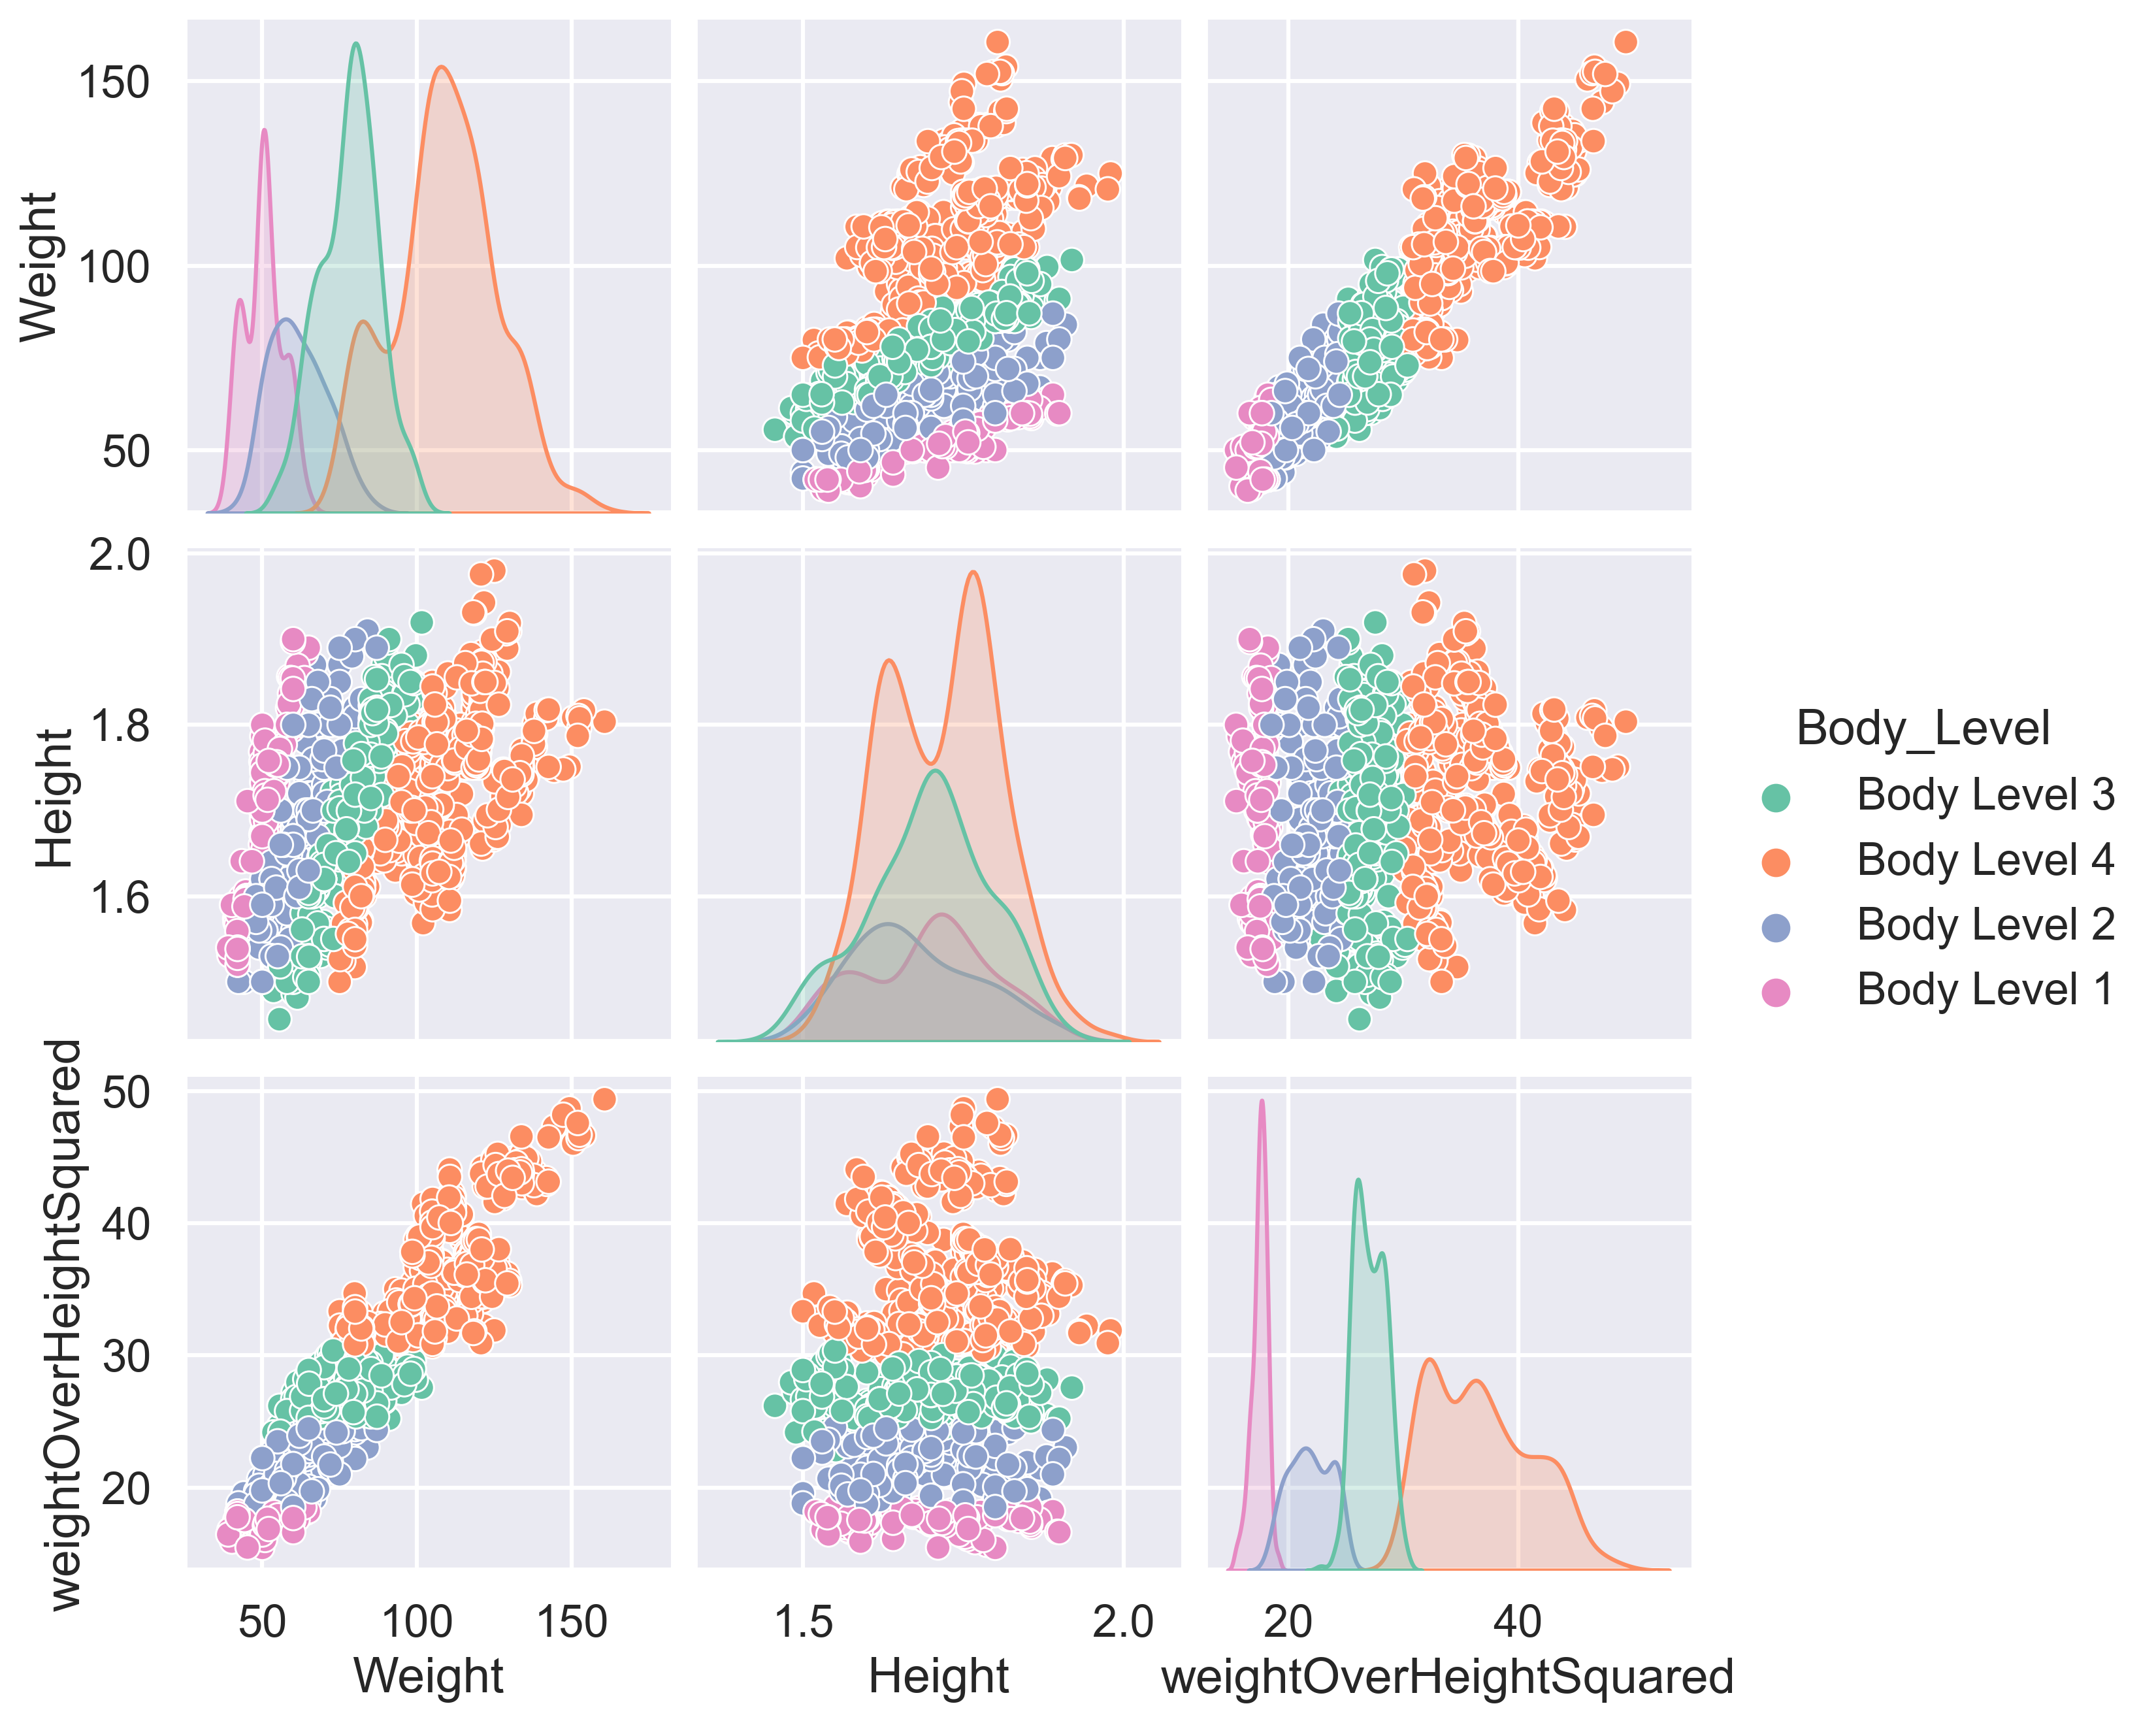 150
100
50
Weight
2.0
1.8
1.6
Height
50
40
30
20
weightOverHeightSquared
50 100 150
1.5 2.0
20 40
Weight
Height
weightOverHeightSquared
Body_Level
Body Level 3
Body Level 4
Body Level 2
Body Level 1